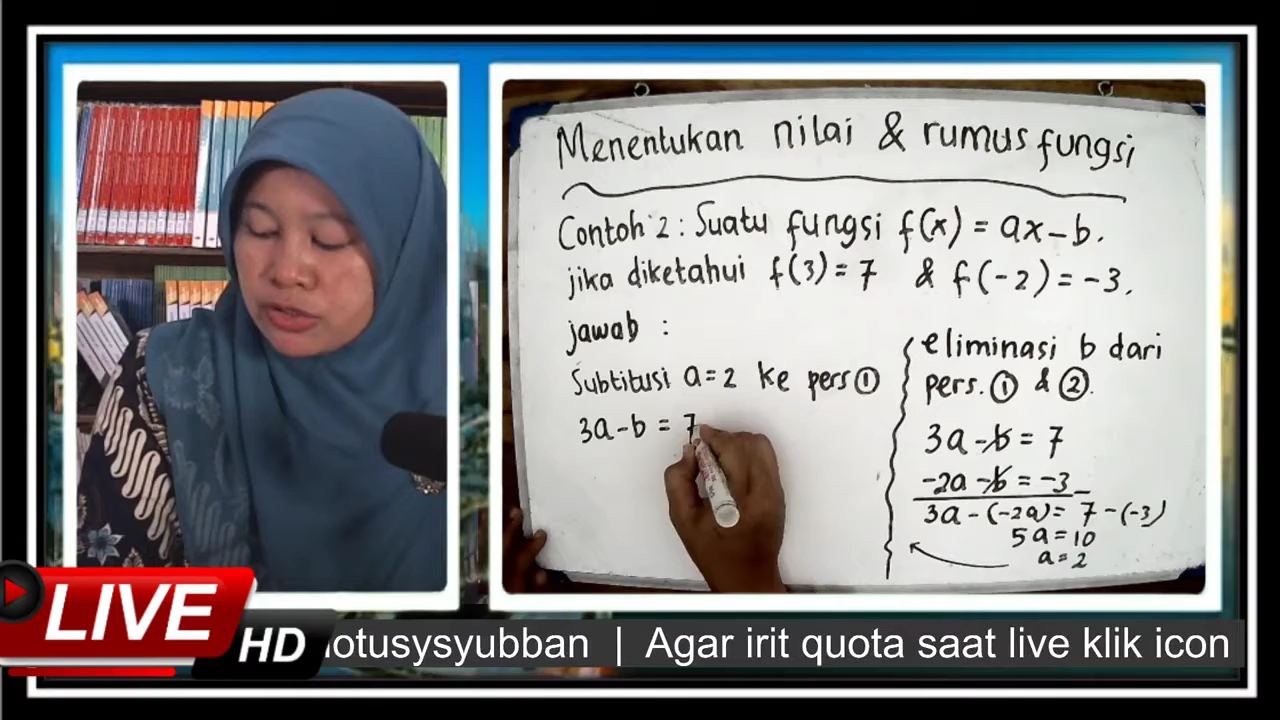 Menentukan nilai & rumus fungsi
Contoh 2 : Suatu fungsi f(x) = ax - b.
jika diketahui f(3) = 7 & f(-2) = -3.
jawab :
Subtitusi a = 2 ke pers ①
3a - b = 7
eliminasi b dari
pers. ① & ②.
3a - b = 7
-2a - b = -3 -
3a - (-2a) = 7 - (-3)
5a = 10
a = 2
LIVE
HD
lotusysyubban | Agar irit quota saat live klik icon